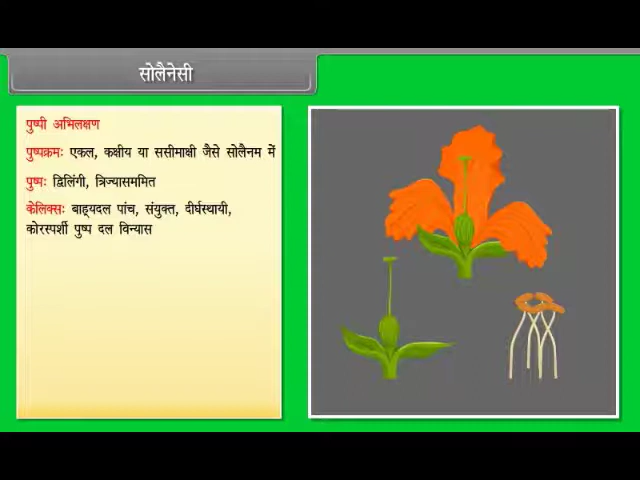 सोलैनेसी
पुष्पी अभिलक्षण
पुष्पक्रमः एकल, कक्षीय या ससीमाक्षी जैसे सोलैनम में
पुष्पः द्विलिंगी, त्रिज्यासममित
केलिक्सः बाह्यदल पांच, संयुक्त, दीर्घस्थायी,
कोरस्पर्शी पुष्प दल विन्यास